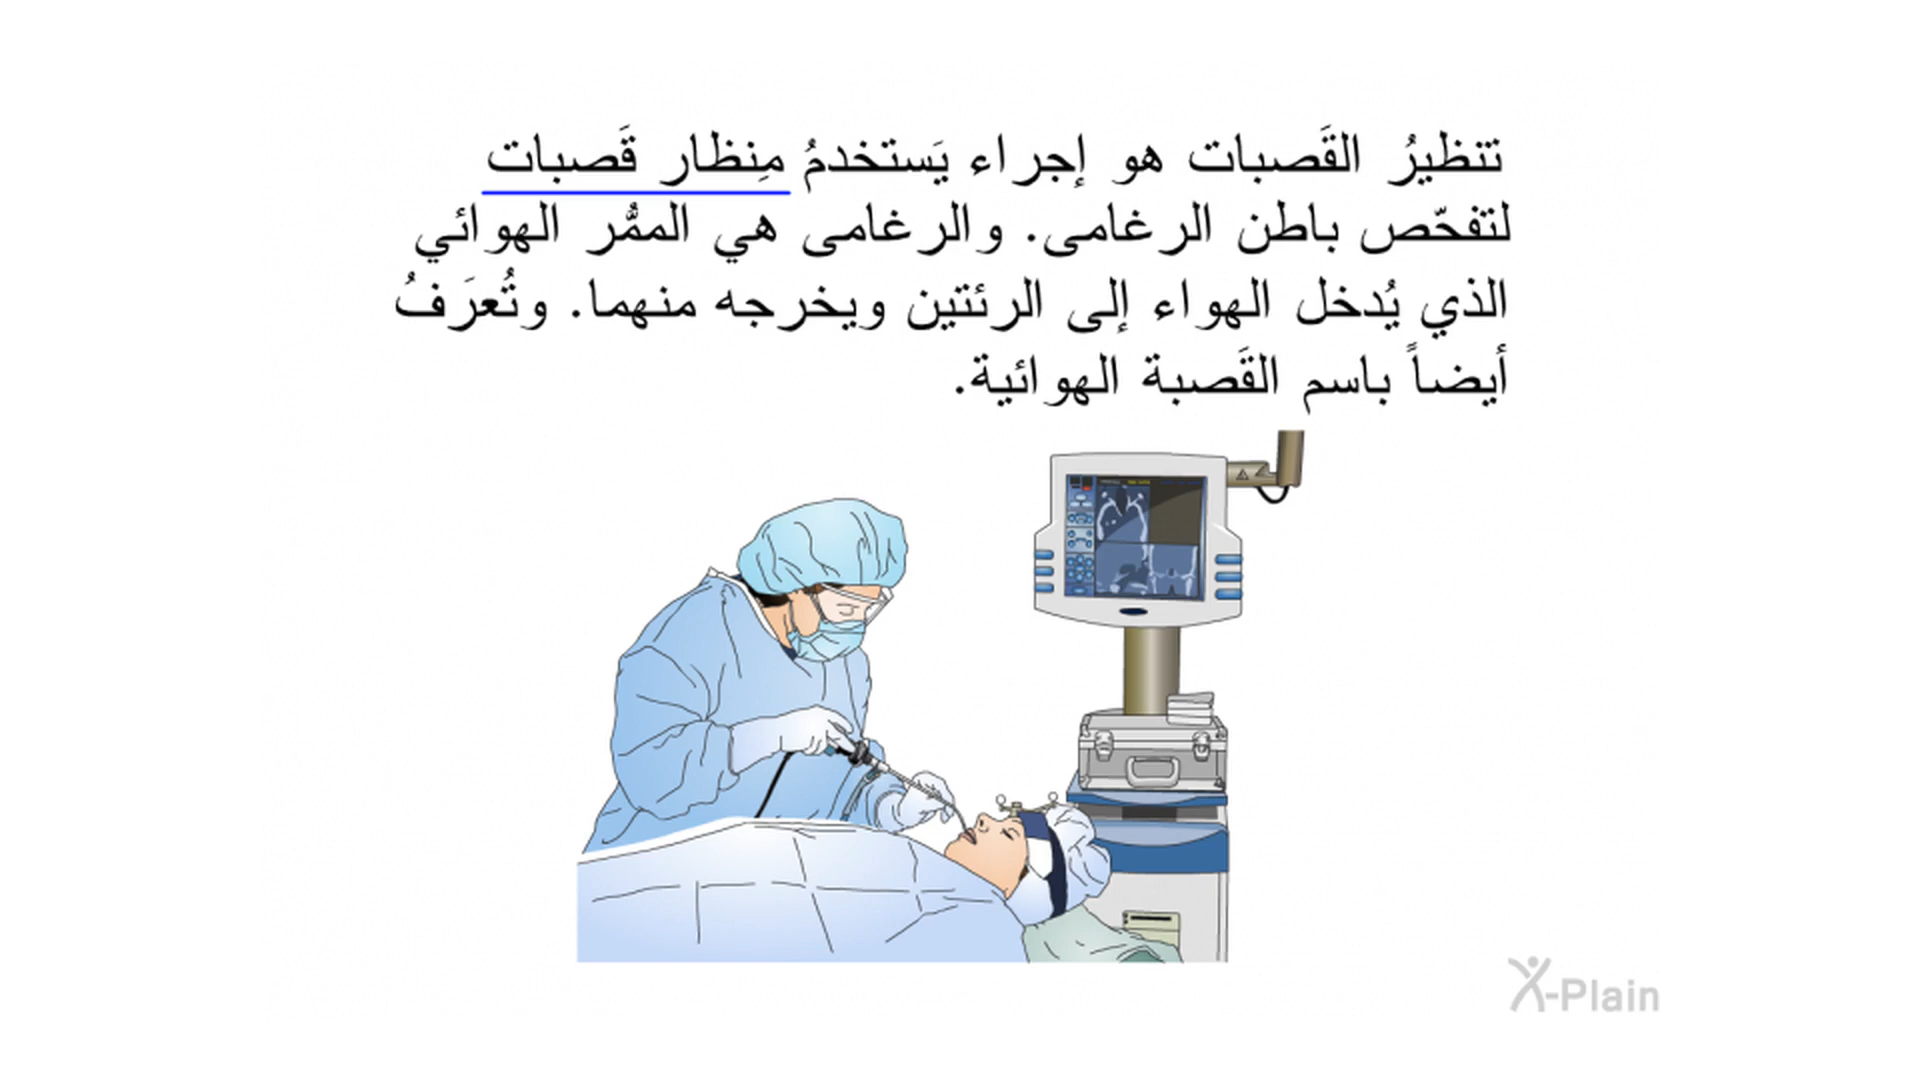 تنظيرُ القَصبات هو إجراء يَستخدمُ مِنظار قَصبات
لتفحّص باطن الرغامى. والرغامى هي الممُّر الهوائي
الذي يُدخل الهواء إلى الرئتين ويخرجه منهما. وتُعرَفُ
أيضاً باسم القَصبة الهوائية.
X-Plain